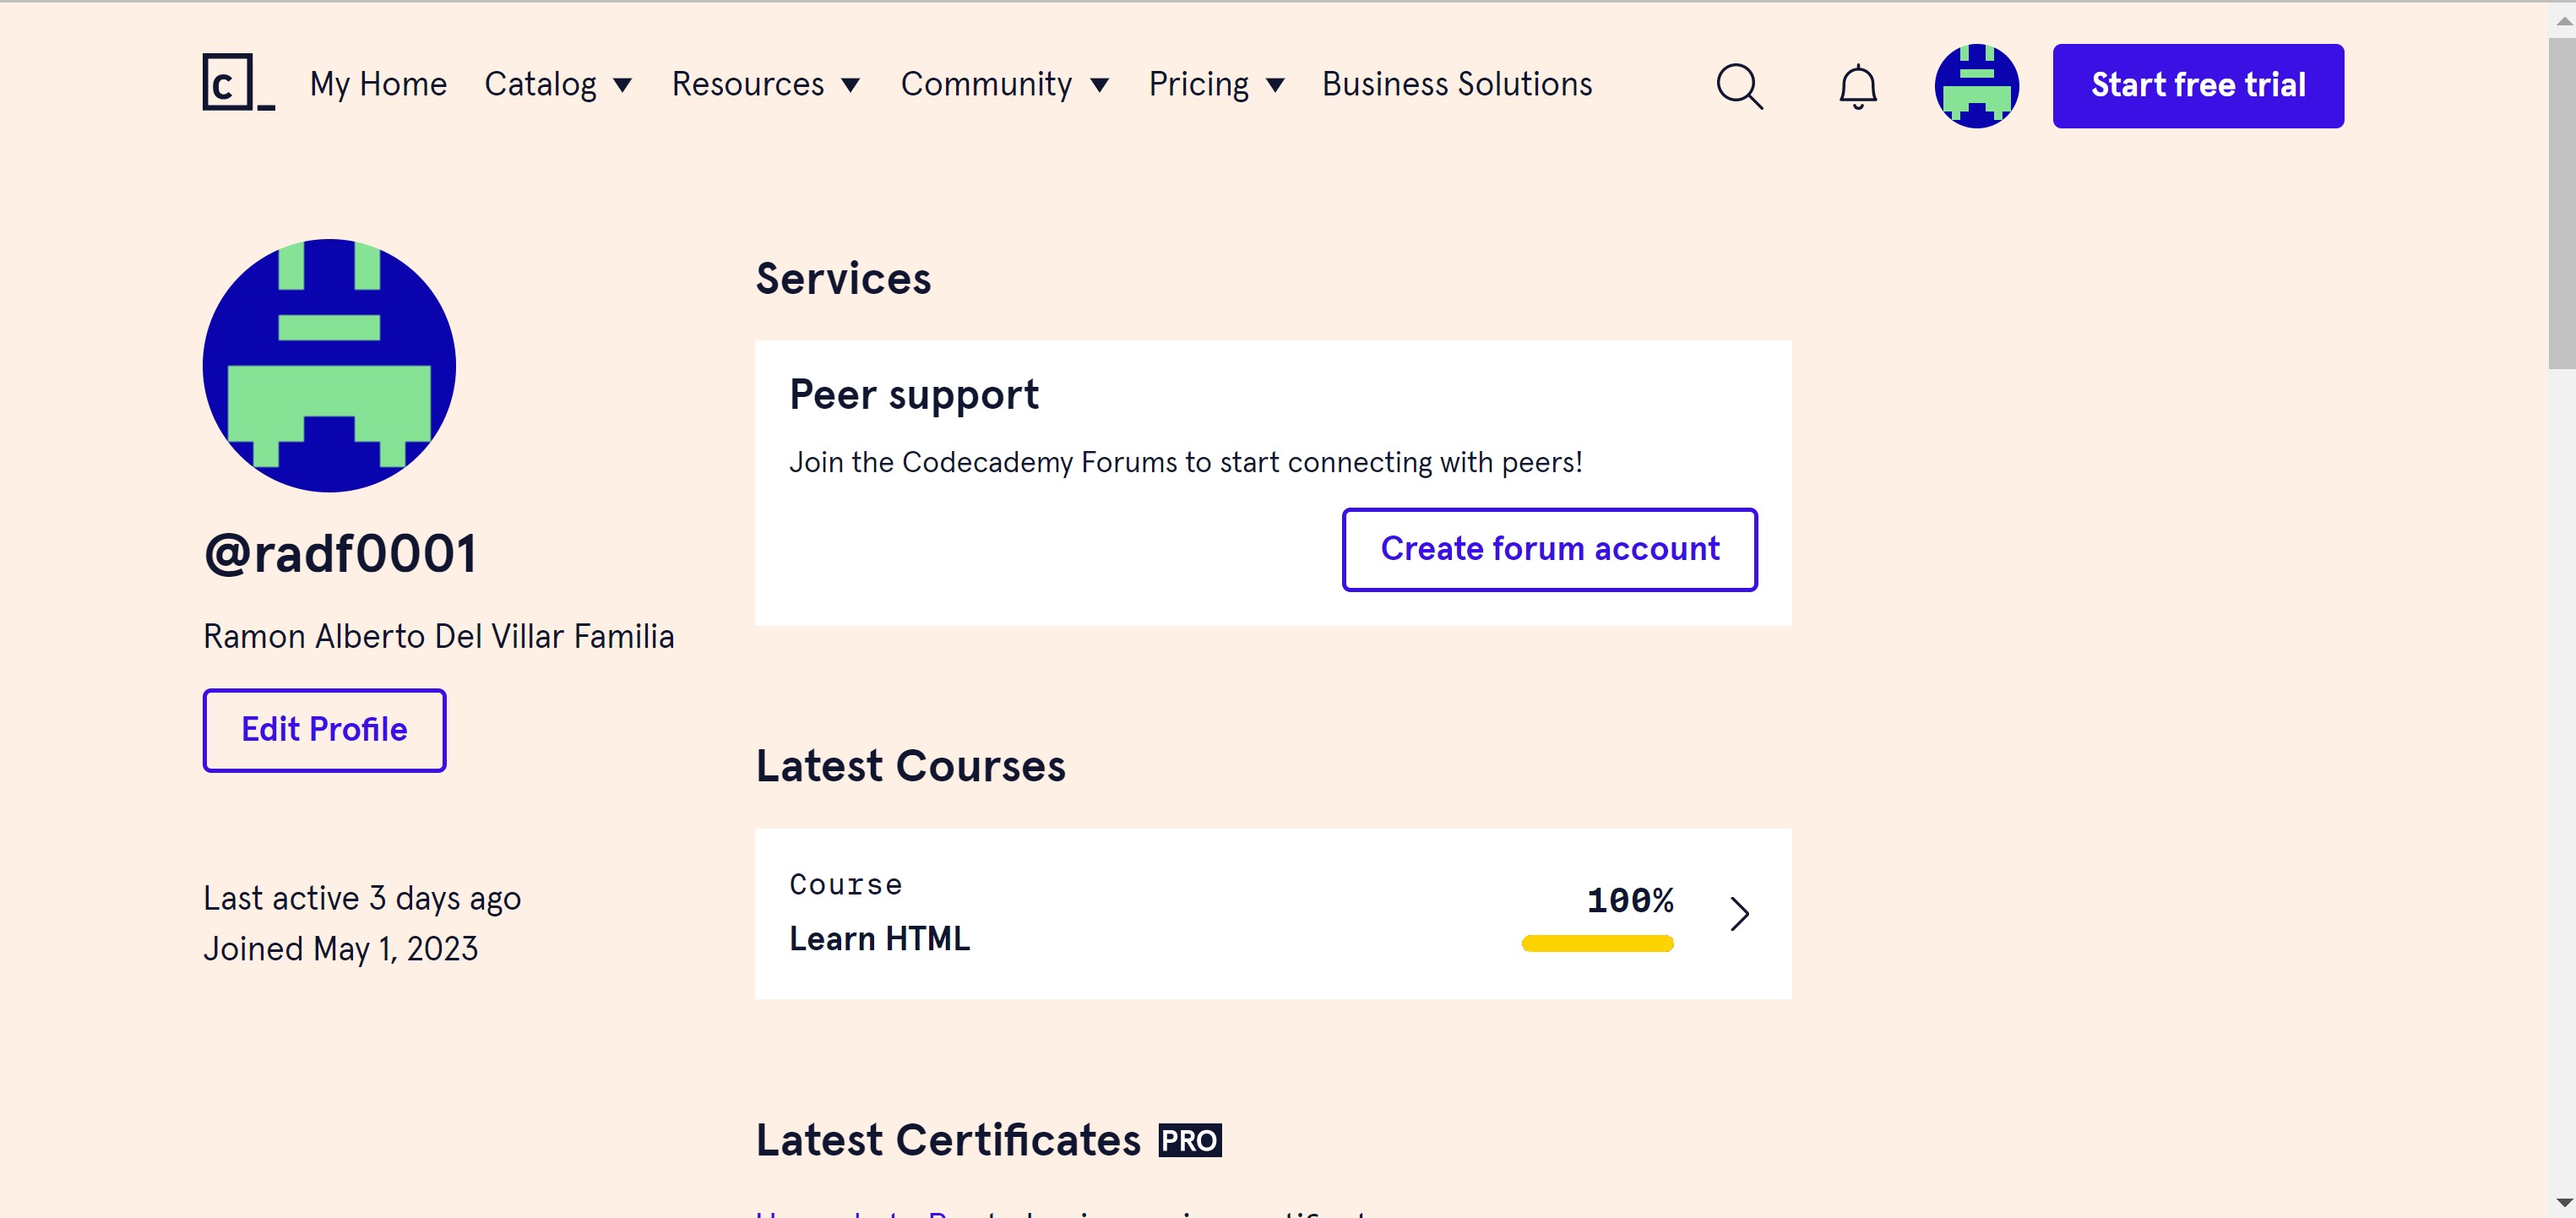 c_ My Home Catalog Resources Community Pricing Business Solutions Start free trial
@radf0001
Ramon Alberto Del Villar Familia
Edit Profile
Last active 3 days ago
Joined May 1, 2023
Services
Peer support
Join the Codecademy Forums to start connecting with peers!
Create forum account
Latest Courses
Course
Learn HTML
100%
Latest Certificates PRO